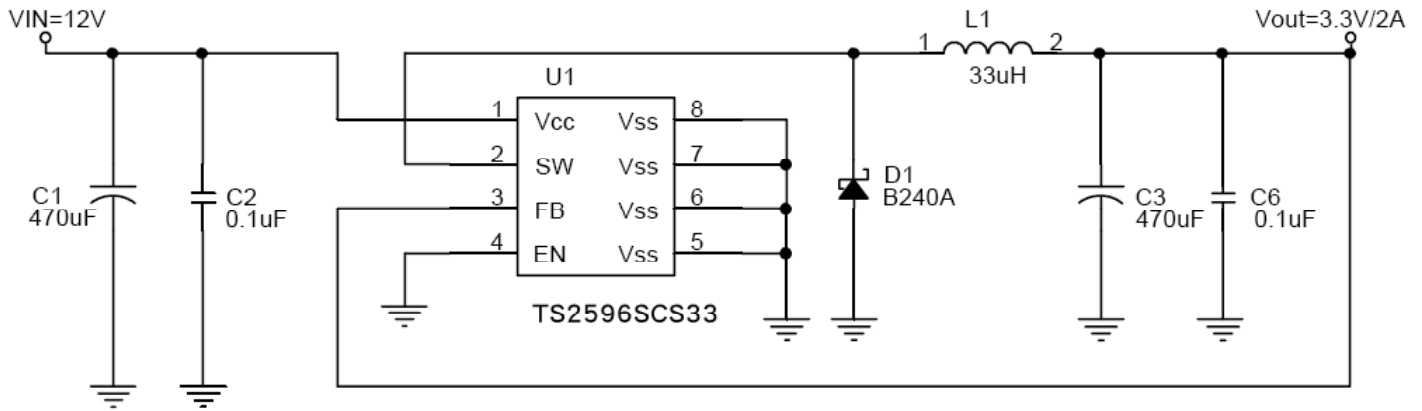 VIN=12V
L1
Vout=3.3V/2A
1
2
33uH
U1
1
Vcc
Vss
8
2
SW
Vss
7
3
FB
Vss
6
4
EN
Vss
5
C1
470uF
C2
0.1uF
D1
B240A
C3
470uF
C6
0.1uF
TS2596SCS33